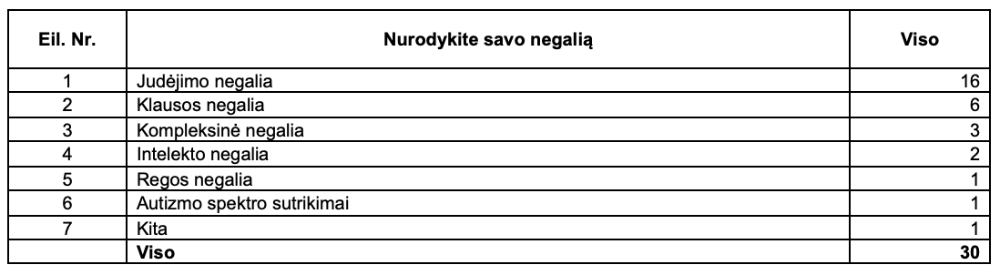 Eil. Nr. Nurodykite savo negalią Viso
1 Judėjimo negalia 16
2 Klausos negalia 6
3 Kompleksinė negalia 3
4 Intelekto negalia 2
5 Regos negalia 1
6 Autizmo spektro sutrikimai 1
7 Kita 1
Viso 30